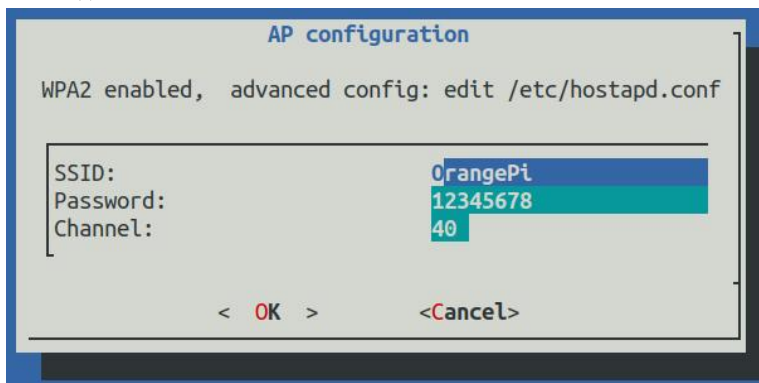 AP configuration
WPA2 enabled, advanced config: edit /etc/hostapd.conf
SSID: OrangePi
Password: 12345678
Channel: 40
< OK > <Cancel>